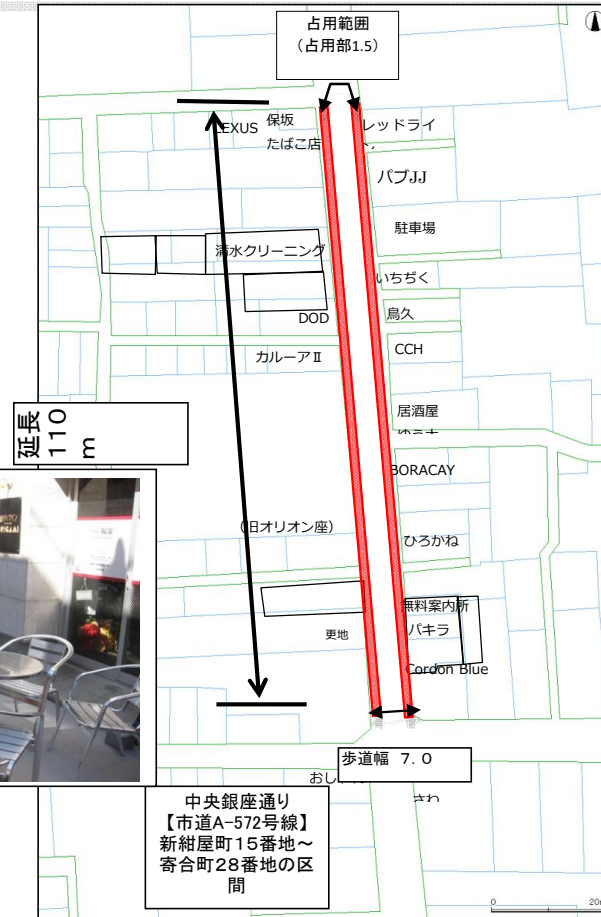 占用範囲
（占用部1.5）
LEXUS
保坂
たばこ店
レッドライ
ト
パブJJ
駐車場
清水クリーニング
いちぢく
DOD
鳥久
カルーアⅡ
CCH
延長
110
m
居酒屋
BORACAY
（旧オリオン座）
ひろかね
無料案内所
更地
パキラ
Cordon Blue
歩道幅 7.0
中央銀座通り
【市道A-572号線】
新紺屋町15番地～
寄合町28番地の区
間
さわ
0